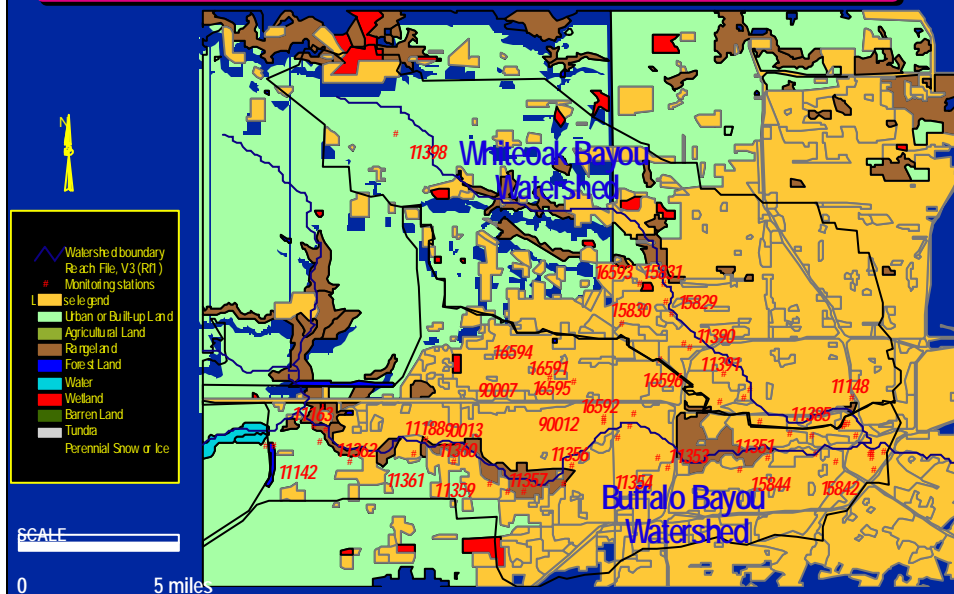 N
Whiteoak Bayou
Watershed
11398
16593
15831
15830
15829
11390
11391
16594
16591
16595
16596
90007
16592
11148
11385
90012
11363
11188
90013
11362
11360
11356
11353
11351
11142
11361
11359
11357
11354
15844
15842
Buffalo Bayou
Watershed
Watershed boundary
Reach File, V3 (Rf1)
# Monitoring stations
L se legend
Urban or Built-up Land
Agricultural Land
Rangeland
Forest Land
Water
Wetland
Barren Land
Tundra
Perennial Snow or Ice
SCALE
0 5 miles